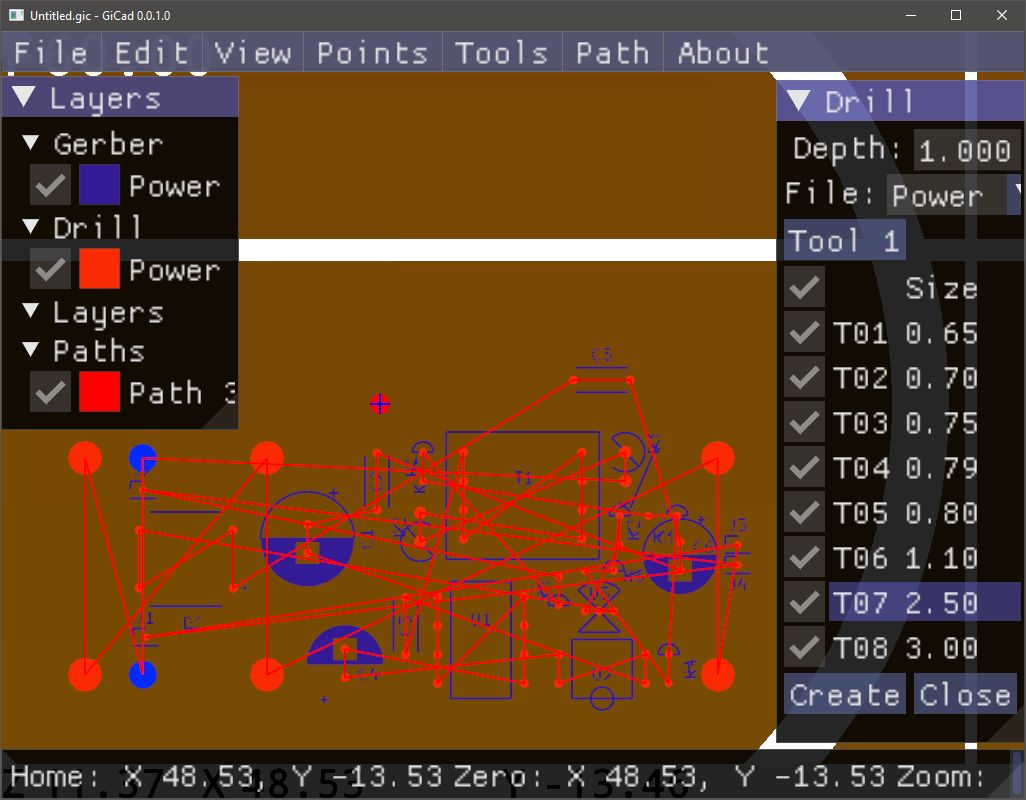 Untitled.gic - GiCad 0.0.1.0
File Edit View Points Tools Path About
Layers
Gerber
Power
Drill
Power
Layers
Paths
Path 3
Drill
Depth: 1.000
File: Power
Tool 1
Size
T01 0.65
T02 0.70
T03 0.75
T04 0.79
T05 0.80
T06 1.10
T07 2.50
T08 3.00
Create Close
T1
U1
C4
Home: X 48.53, Y -13.53 Zero: X 48.53, Y -13.53 Zoom: